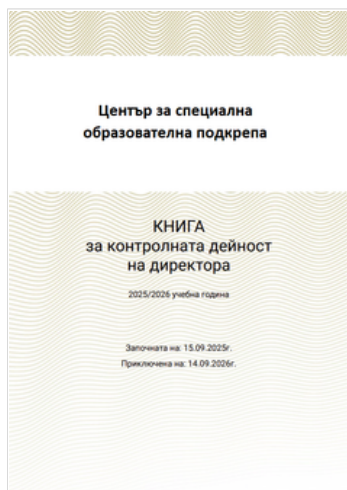 Център за специална
образователна подкрепа
КНИГА
за контролната дейност
на директора
2025/2026 учебна година
Започната на: 15.09.2025г.
Приключена на: 14.09.2026г.